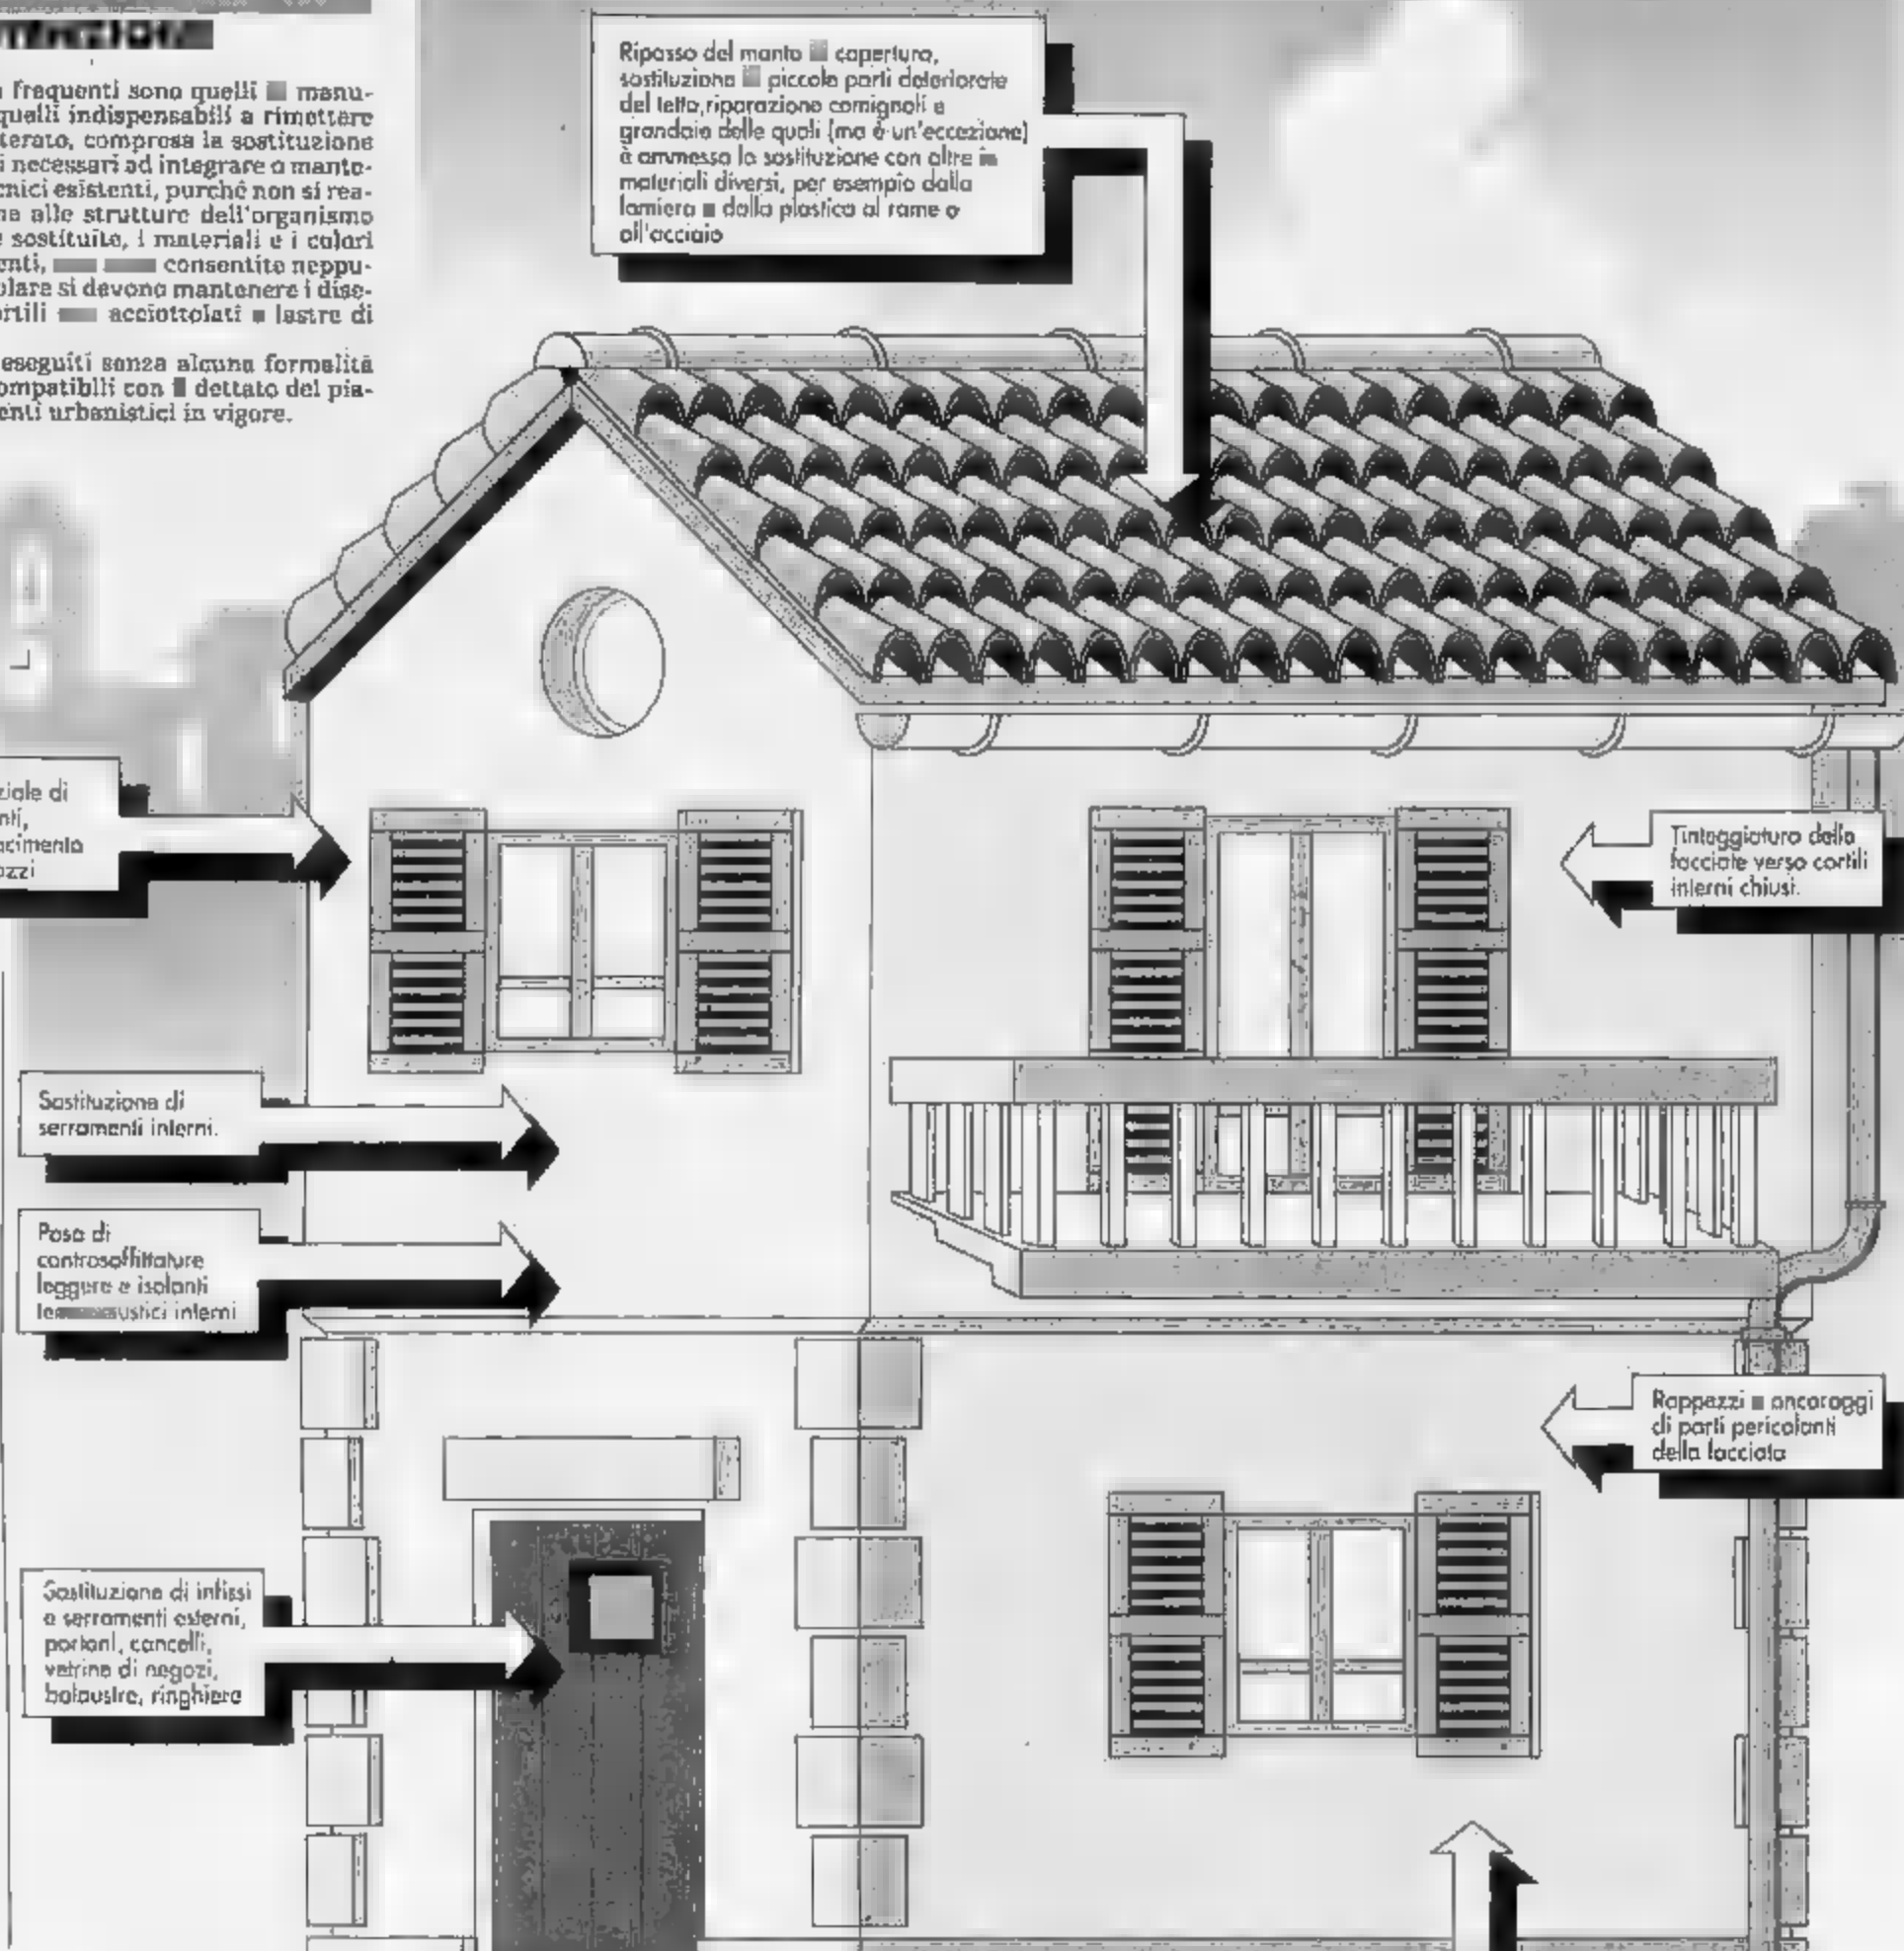 frequenti sono quelli manu-
quelli indispensabili a rimettere
terato, compresa la sostituzione
i necessari ad integrare o mante-
cnici esistenti, purché non si rea-
alle strutture dell'organismo
sostituite, i materiali e i colori
enti, consentite neppu-
olare si devono mantenere i dise-
ortili acciottolati lastre di
eseguiti senza alcuna formalità
ompatibili con dettato del pia-
enti urbanistici in vigore.
Ripasso del manto copertura,
sostituzione piccole parti deteriorate
del tetto, riparazione comignoli e
grondaie delle quali (ma è un'eccezione)
è ammessa la sostituzione con altre in
materiali diversi, per esempio dalla
lamiera dalla plastica al rame o
all'acciaio
ziale di
nti,
acimento
ozzi
Tinteggiatura delle
facciate verso cortili
interni chiusi.
Sostituzione di
serramenti interni.
Posa di
controsoffittature
leggere e isolanti
interni
Rappezzi ancoraggi
di parti pericolanti
della facciata
Sostituzione di infissi
e serramenti esterni,
portoni, cancelli,
vetrine di negozi,
balaustre, ringhiere